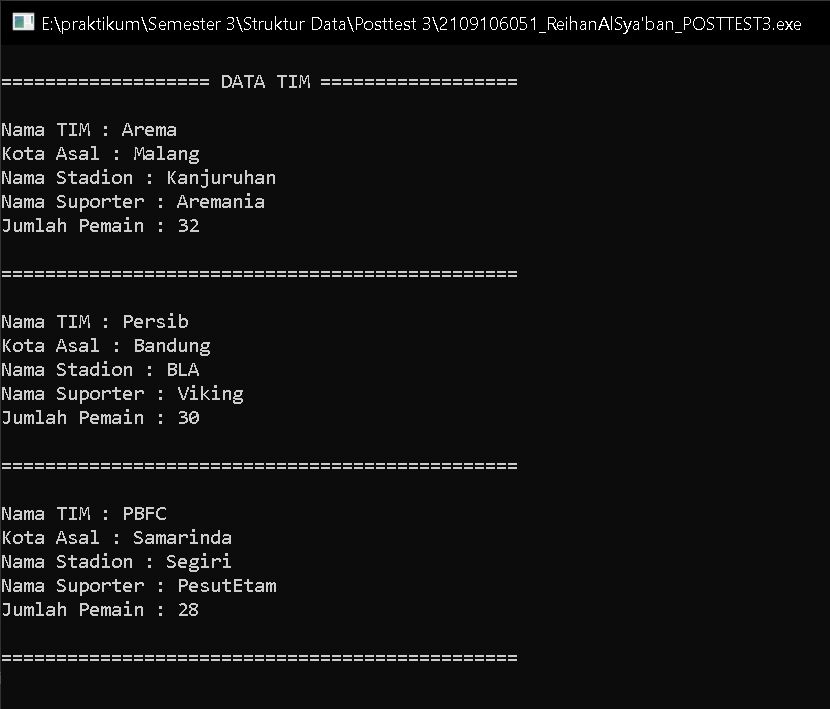 E:\praktikum\Semester 3\Struktur Data\Posttest 3\2109106051_ReihanAlSya'ban_POSTTEST3.exe
=================== DATA TIM ==================
Nama TIM : Arema
Kota Asal : Malang
Nama Stadion : Kanjuruhan
Nama Suporter : Aremania
Jumlah Pemain : 32
===============================================
Nama TIM : Persib
Kota Asal : Bandung
Nama Stadion : BLA
Nama Suporter : Viking
Jumlah Pemain : 30
===============================================
Nama TIM : PBFC
Kota Asal : Samarinda
Nama Stadion : Segiri
Nama Suporter : PesutEtam
Jumlah Pemain : 28
===============================================